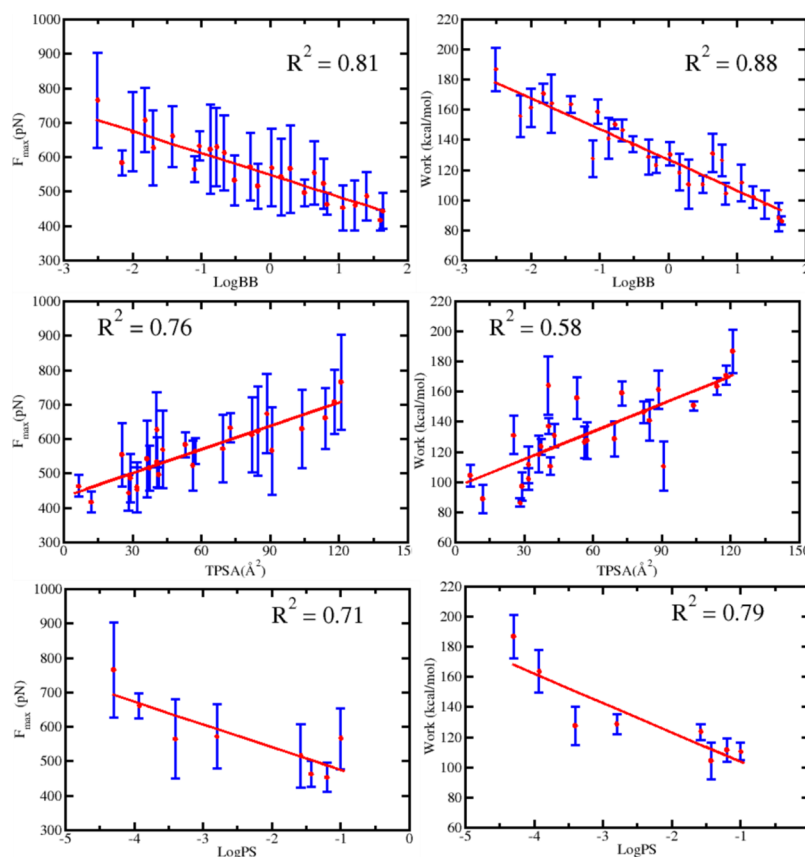 1000
900
800
700
600
500
400
300
F_max (pN)
R² = 0.81
-3 -2 -1 0 1 2
LogBB
220
200
180
160
140
120
100
80
60
Work (kcal/mol)
R² = 0.88
-3 -2 -1 0 1 2
LogBB
1000
900
800
700
600
500
400
300
F_max (pN)
R² = 0.76
0 30 60 90 120 150
TPSA(Å²)
220
200
180
160
140
120
100
80
60
Work (kcal/mol)
R² = 0.58
0 30 60 90 120 15
TPSA(Å²)
1000
900
800
700
600
500
400
300
F_max (pN)
R² = 0.71
-5 -4 -3 -2 -1 0
LogPS
220
200
180
160
140
120
100
80
60
Work (kcal/mol)
R² = 0.79
-5 -4 -3 -2 -1
LogPS